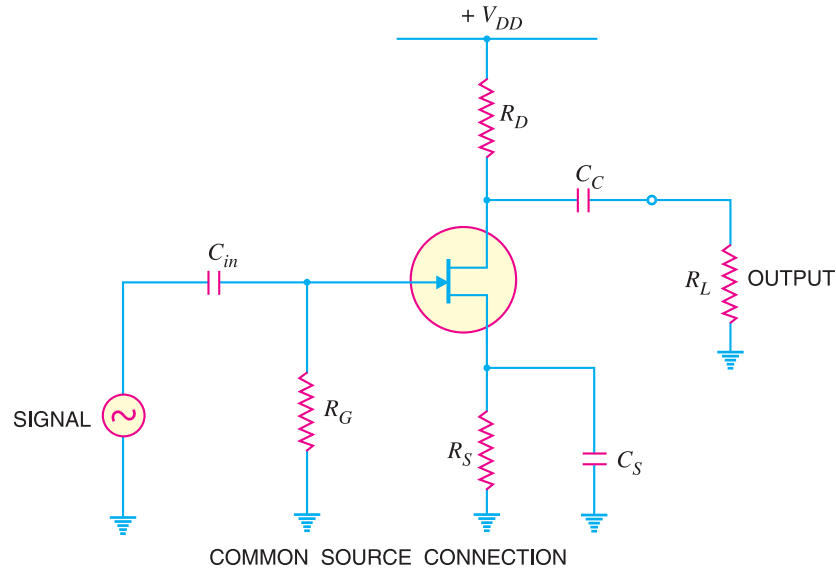 + V_DD
R_D
C_C
C_in
R_L OUTPUT
SIGNAL
R_G
R_S
C_S
COMMON SOURCE CONNECTION